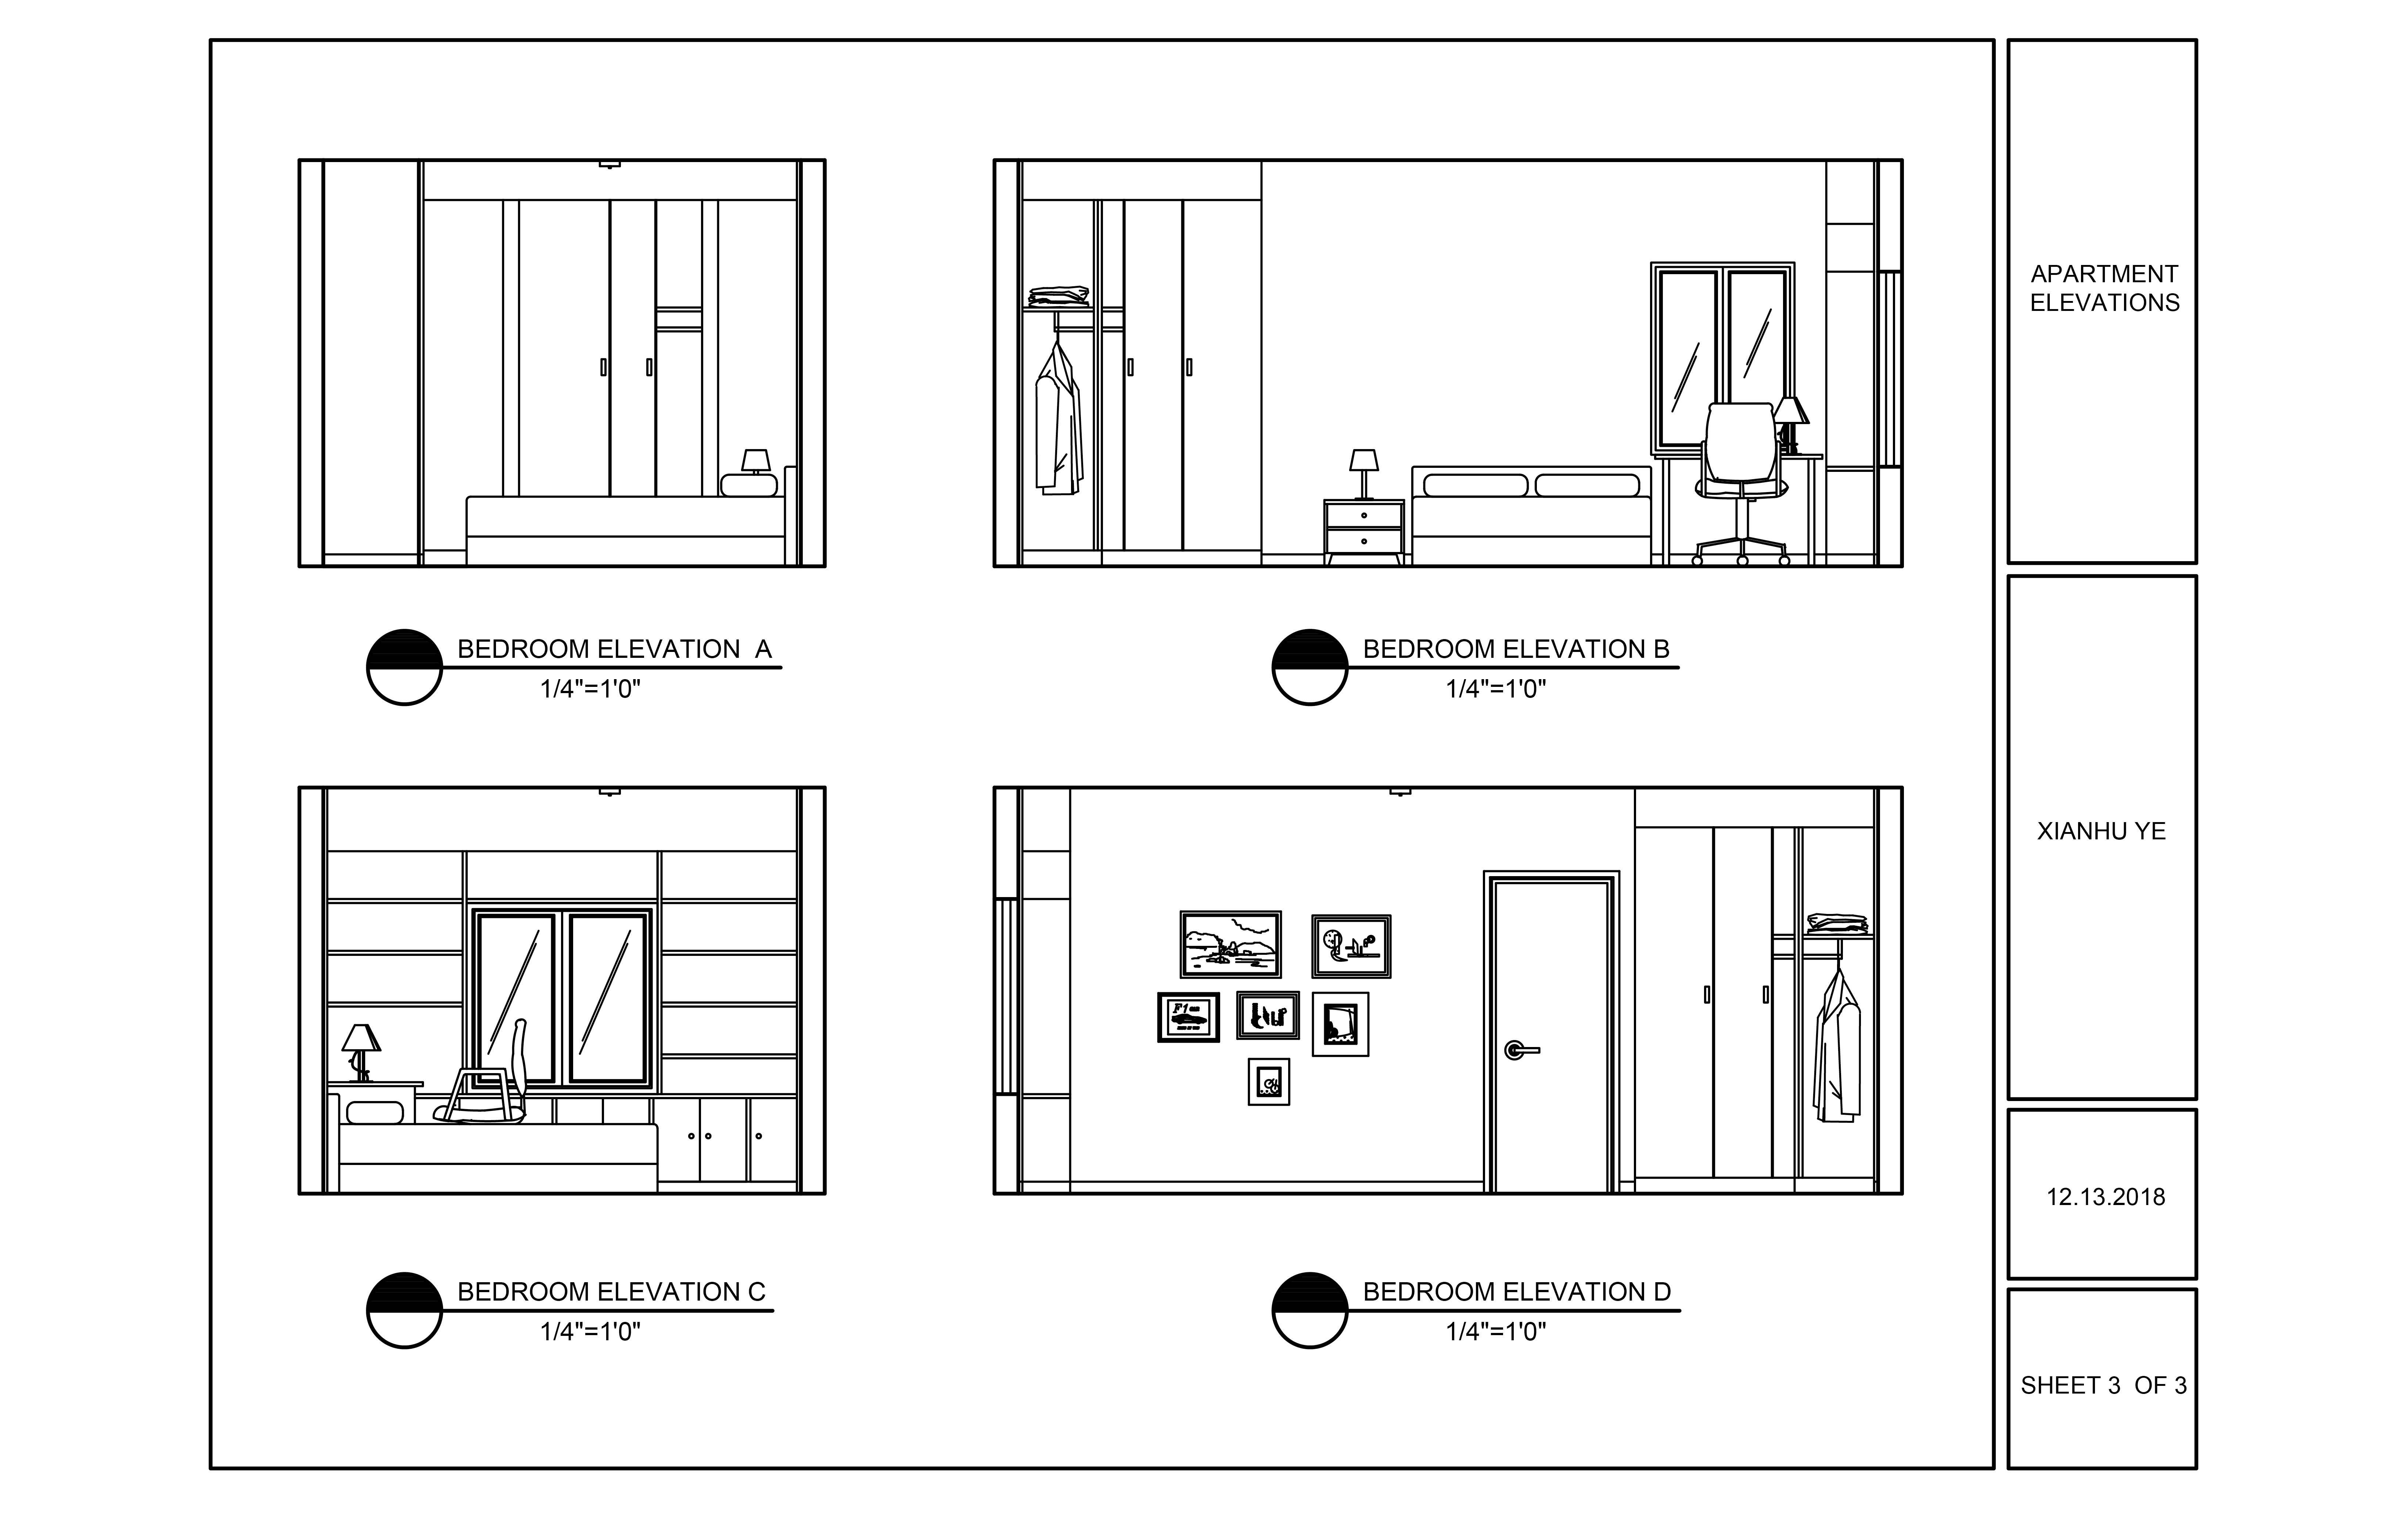 BEDROOM ELEVATION  A
1/4"=1'0"
BEDROOM ELEVATION B
1/4"=1'0"
F1
BEDROOM ELEVATION C
1/4"=1'0"
BEDROOM ELEVATION D
1/4"=1'0"
APARTMENT
ELEVATIONS
XIANHU YE
12.13.2018
SHEET 3  OF 3